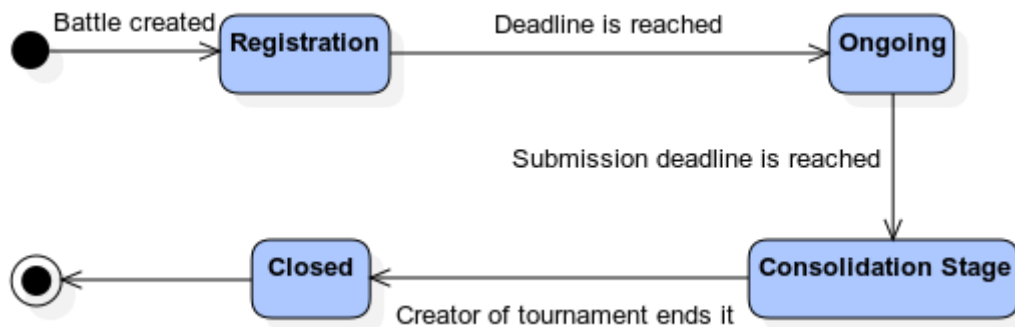 Battle created
Registration
Deadline is reached
Ongoing
Submission deadline is reached
Consolidation Stage
Creator of tournament ends it
Closed